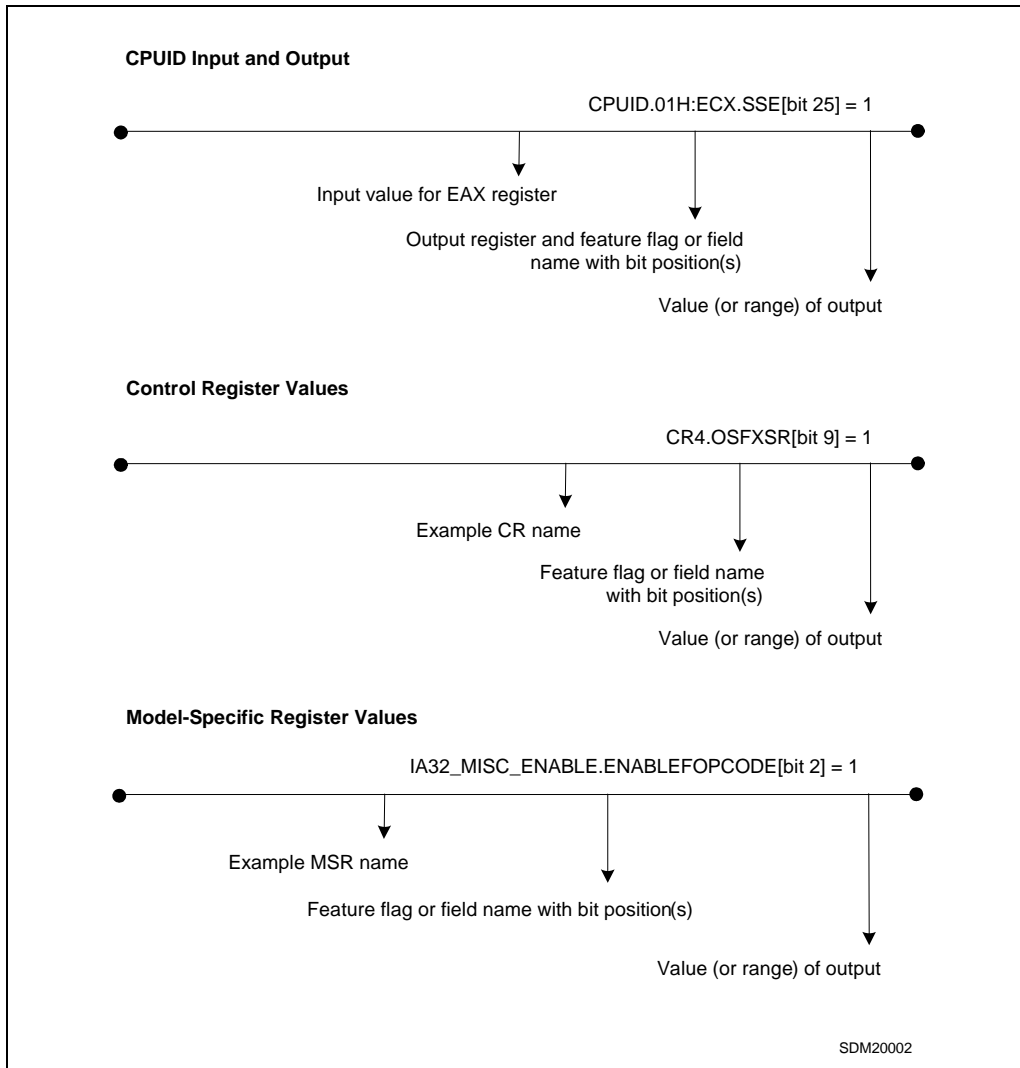 CPUID Input and Output
CPUID.01H:ECX.SSE[bit 25] = 1
Input value for EAX register
Output register and feature flag or field
name with bit position(s)
Value (or range) of output
Control Register Values
CR4.OSFXSR[bit 9] = 1
Example CR name
Feature flag or field name
with bit position(s)
Value (or range) of output
Model-Specific Register Values
IA32_MISC_ENABLE.ENABLEFOPCODE[bit 2] = 1
Example MSR name
Feature flag or field name with bit position(s)
Value (or range) of output
SDM20002